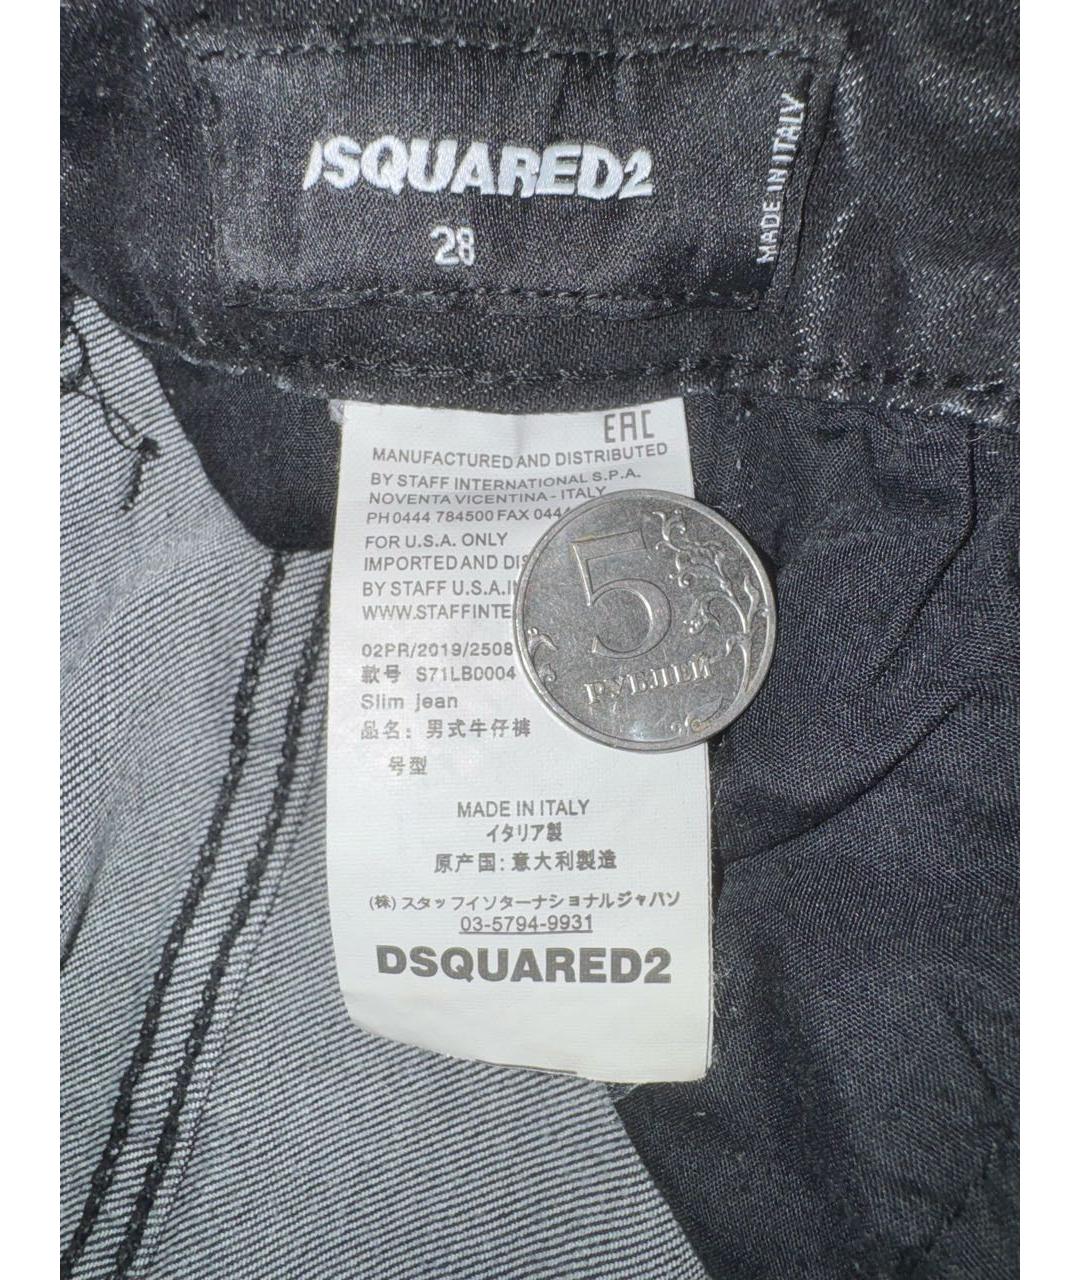 DSQUARED2
28
MADE IN ITALY
EAC
MANUFACTURED AND DISTRIBUTED
BY STAFF INTERNATIONAL S.P.A.
NOVENTA VICENTINA - ITALY
PH 0444 784500 FAX 0444
FOR U.S.A. ONLY
IMPORTED AND
BY STAFF U.S.A.
02PR/2019/2508
款号 S71LB0004
Slim jean
品名: 男式牛仔裤
号型
MADE IN ITALY
イタリア製
原产国: 意大利製造
(株) スタッフインターナショナルジャパン
03-5794-9931
DSQUARED2
5
РУБЛЕЙ